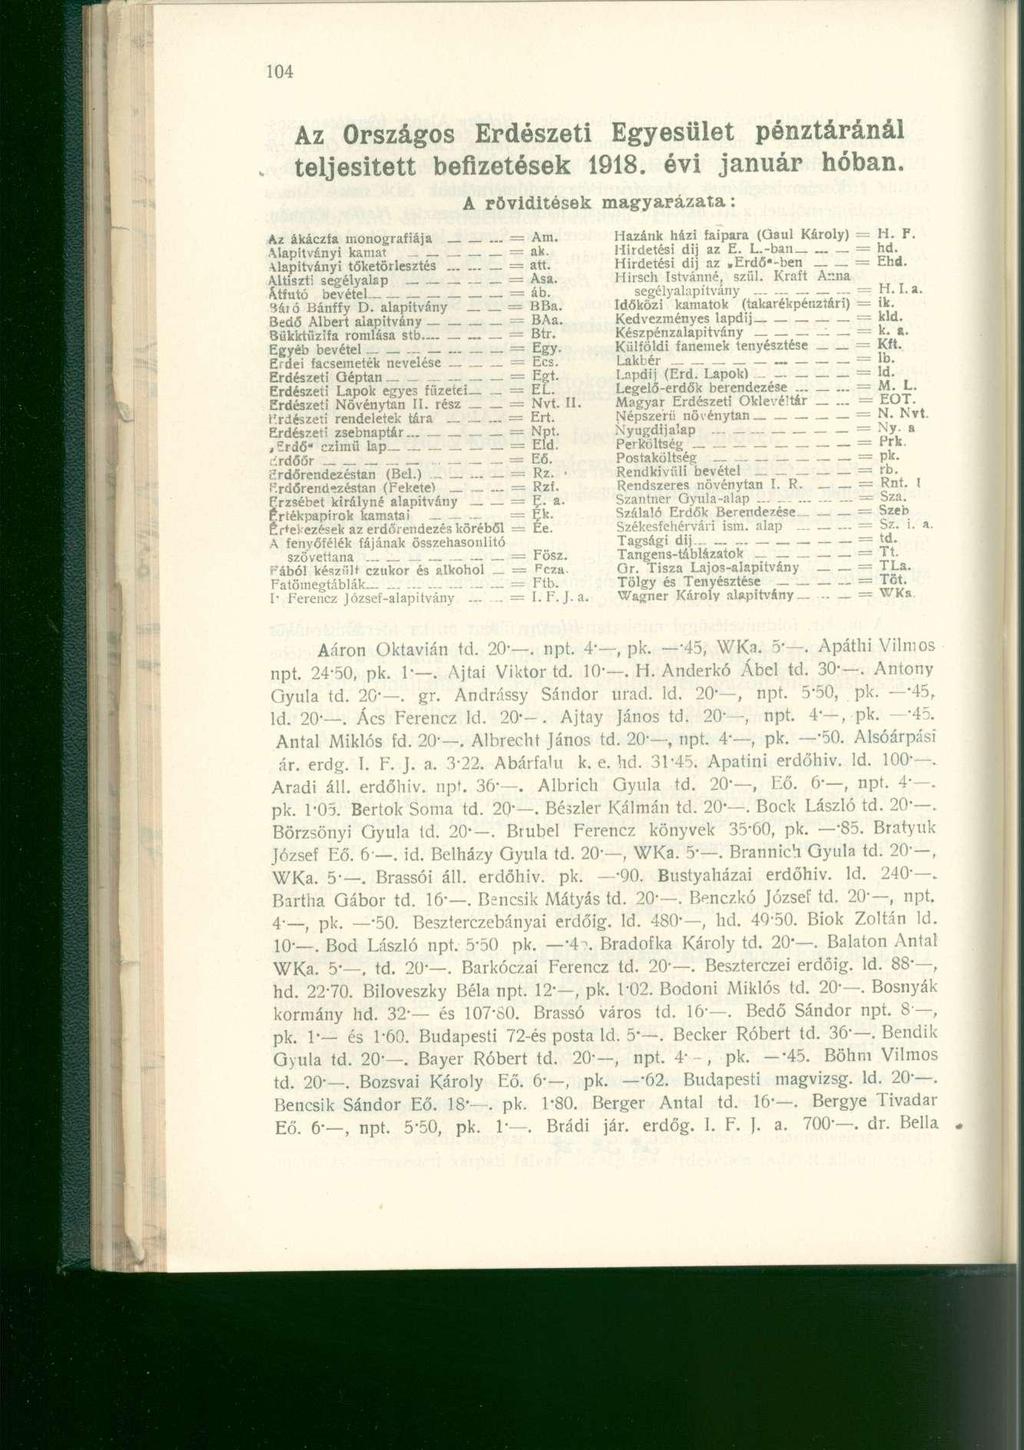 104
Az Országos Erdészeti Egyesület pénztáránál
teljesitett befizetések 1918. évi január hóban.
A röviditések magyarázata:
Az ákáczfa monografiája = Am.
Alapitványi kamat = ak.
Alapitványi tőketörlesztés = att.
Altiszti segélyalap = Asa.
Átfutó bevétel = áb.
Báró Bánffy D. alapitvány = BBa.
Bedő Albert alapitvány = BAa.
Bükktűzifa romlása stb. = Btr.
Egyéb bevétel = Egy.
Erdei facsemeték nevelése = Ecs.
Erdészeti Géptan = Egt.
Erdészeti Lapok egyes füzetei = EL.
Erdészeti Növénytan II. rész = Nvt. II.
Erdészeti rendeletek tára = Ert.
Erdészeti zsebnaptár = Npt.
„Erdő“ czimü lap = Eld.
Erdőőr = Eő.
Erdőrendezéstan (Bel.) = Rz.
Erdőrendezéstan (Fekete) = Rzf.
Erzsébet királyné alapitvány = E. a.
Értékpapirok kamatai = Ék.
Értekezések az erdőrendezés köréből = Ée.
A fenyőfélék fájának összehasonlitó
szövettana = Fösz.
Fából készült czukor és alkohol = Fcza.
Fatömegtáblák = Ftb.
I. Ferencz József-alapitvány = I. F. J. a.
Hazánk házi faipara (Gaul Károly) = H. F.
Hirdetési dij az E. L.-ban = hd.
Hirdetési dij az „Erdő“-ben = Ehd.
Hirsch Istvánné, szül. Kraft Anna
segélyalapitvány = H. I. a.
Időközi kamatok (takarékpénztári) = ik.
Kedvezményes lapdij = kld.
Készpénzalapitvány = k. a.
Külföldi fanemek tenyésztése = Kft.
Lakbér = lb.
Lapdij (Erd. Lapok) = ld.
Legelő-erdők berendezése = M. L.
Magyar Erdészeti Oklevéltár = EOT.
Népszerü növénytan = N. Nvt.
Nyugdijalap = Ny. a
Perköltség = Prk.
Postaköltség = pk.
Rendkivüli bevétel = rb.
Rendszeres növénytan I. R. = Rnt. I
Szantner Gyula-alap = Sza.
Szálaló Erdők Berendezése = Szeb
Székesfehérvári ism. alap = Sz. i. a.
Tagsági dij = td.
Tangens-táblázatok = Tt.
Gr. Tisza Lajos-alapitvány = TLa.
Tölgy és Tenyésztése = Töt.
Wagner Károly alapitvány = WKa.
Aáron Oktavián td. 20·—. npt. 4·—, pk. —·45, WKa. 5·—. Apáthi Vilmos
npt. 24·50, pk. 1·—. Ajtai Viktor td. 10·—. H. Anderkó Ábel td. 30·—. Antony
Gyula td. 20·—. gr. Andrássy Sándor urad. ld. 20·—, npt. 5·50, pk. —·45,
ld. 20·—. Ács Ferencz ld. 20·—. Ajtay János td. 20·—, npt. 4·—, pk. —·45.
Antal Miklós fd. 20·—. Albrecht János td. 20·—, npt. 4·—, pk. —·50. Alsóárpási
ár. erdg. I. F. J. a. 3·22. Abárfalu k. e. hd. 31·45. Apatini erdőhiv. ld. 100·—.
Aradi áll. erdőhiv. npt. 36·—. Albrich Gyula td. 20·—, Eő. 6·—, npt. 4·—.
pk. 1·05. Bertok Soma td. 20·—. Bészler Kálmán td. 20·—. Bock László td. 20·—.
Börzsönyi Gyula td. 20·—. Brubel Ferencz könyvek 35·60, pk. —·85. Bratyuk
József Eő. 6·—. id. Belházy Gyula td. 20·—, WKa. 5·—. Brannich Gyula td. 20·—,
WKa. 5·—. Brassói áll. erdőhiv. pk. —·90. Bustyaházai erdőhiv. ld. 240·—.
Bartha Gábor td. 16·—. Bencsik Mátyás td. 20·—. Benczkó József td. 20·—, npt.
4·—, pk. —·50. Beszterczebányai erdőig. ld. 480·—, hd. 49·50. Biok Zoltán ld.
10·—. Bod László npt. 5·50 pk. Bradofka Károly td. 20·—. Balaton Antal
WKa. 5·—, td. 20·—. Barkóczai Ferencz td. 20·—. Beszterczei erdőig. ld. 88·—,
hd. 22·70. Biloveszky Béla npt. 12·—, pk. 1·02. Bodoni Miklós td. 20·—. Bosnyák
kormány hd. 32·— és 107·80. Brassó város td. 16·—. Bedő Sándor npt. 8·—,
pk. 1·— és 1·60. Budapesti 72-és posta ld. 5·—. Becker Róbert td. 36·—. Bendik
Gyula td. 20·—. Bayer Róbert td. 20·—, npt. 4·—, pk. —·45. Böhm Vilmos
td. 20·—. Bozsvai Károly Eő. 6·—, pk. —·62. Budapesti magvizsg. ld. 20·—.
Bencsik Sándor Eő. 18·—. pk. 1·80. Berger Antal td. 16·—. Bergye Tivadar
Eő. 6·—, npt. 5·50, pk. 1·—. Brádi jár. erdőg. I. F. J. a. 700·—. dr. Bella